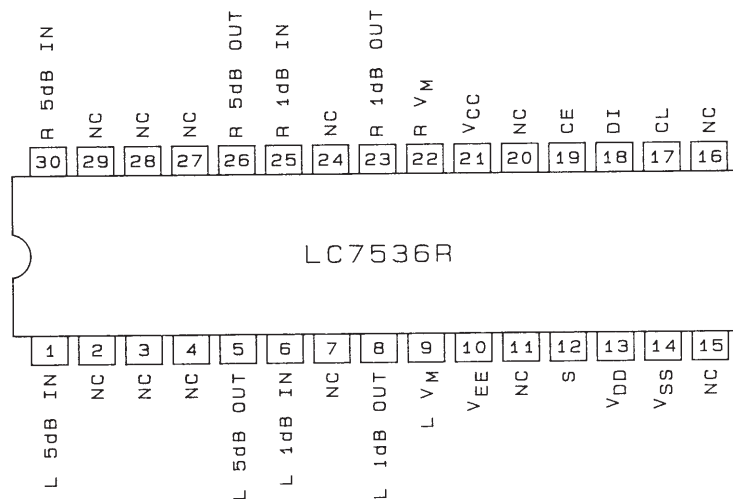 R 5dB IN
NC
NC
NC
R 5dB OUT
R 1dB IN
NC
R 1dB OUT
R VM
VCC
NC
CE
DI
CL
NC
30 29 28 27 26 25 24 23 22 21 20 19 18 17 16
LC7536R
1 2 3 4 5 6 7 8 9 10 11 12 13 14 15
L 5dB IN
NC
NC
NC
L 5dB OUT
L 1dB IN
NC
L 1dB OUT
L VM
VEE
NC
S
VDD
VSS
NC